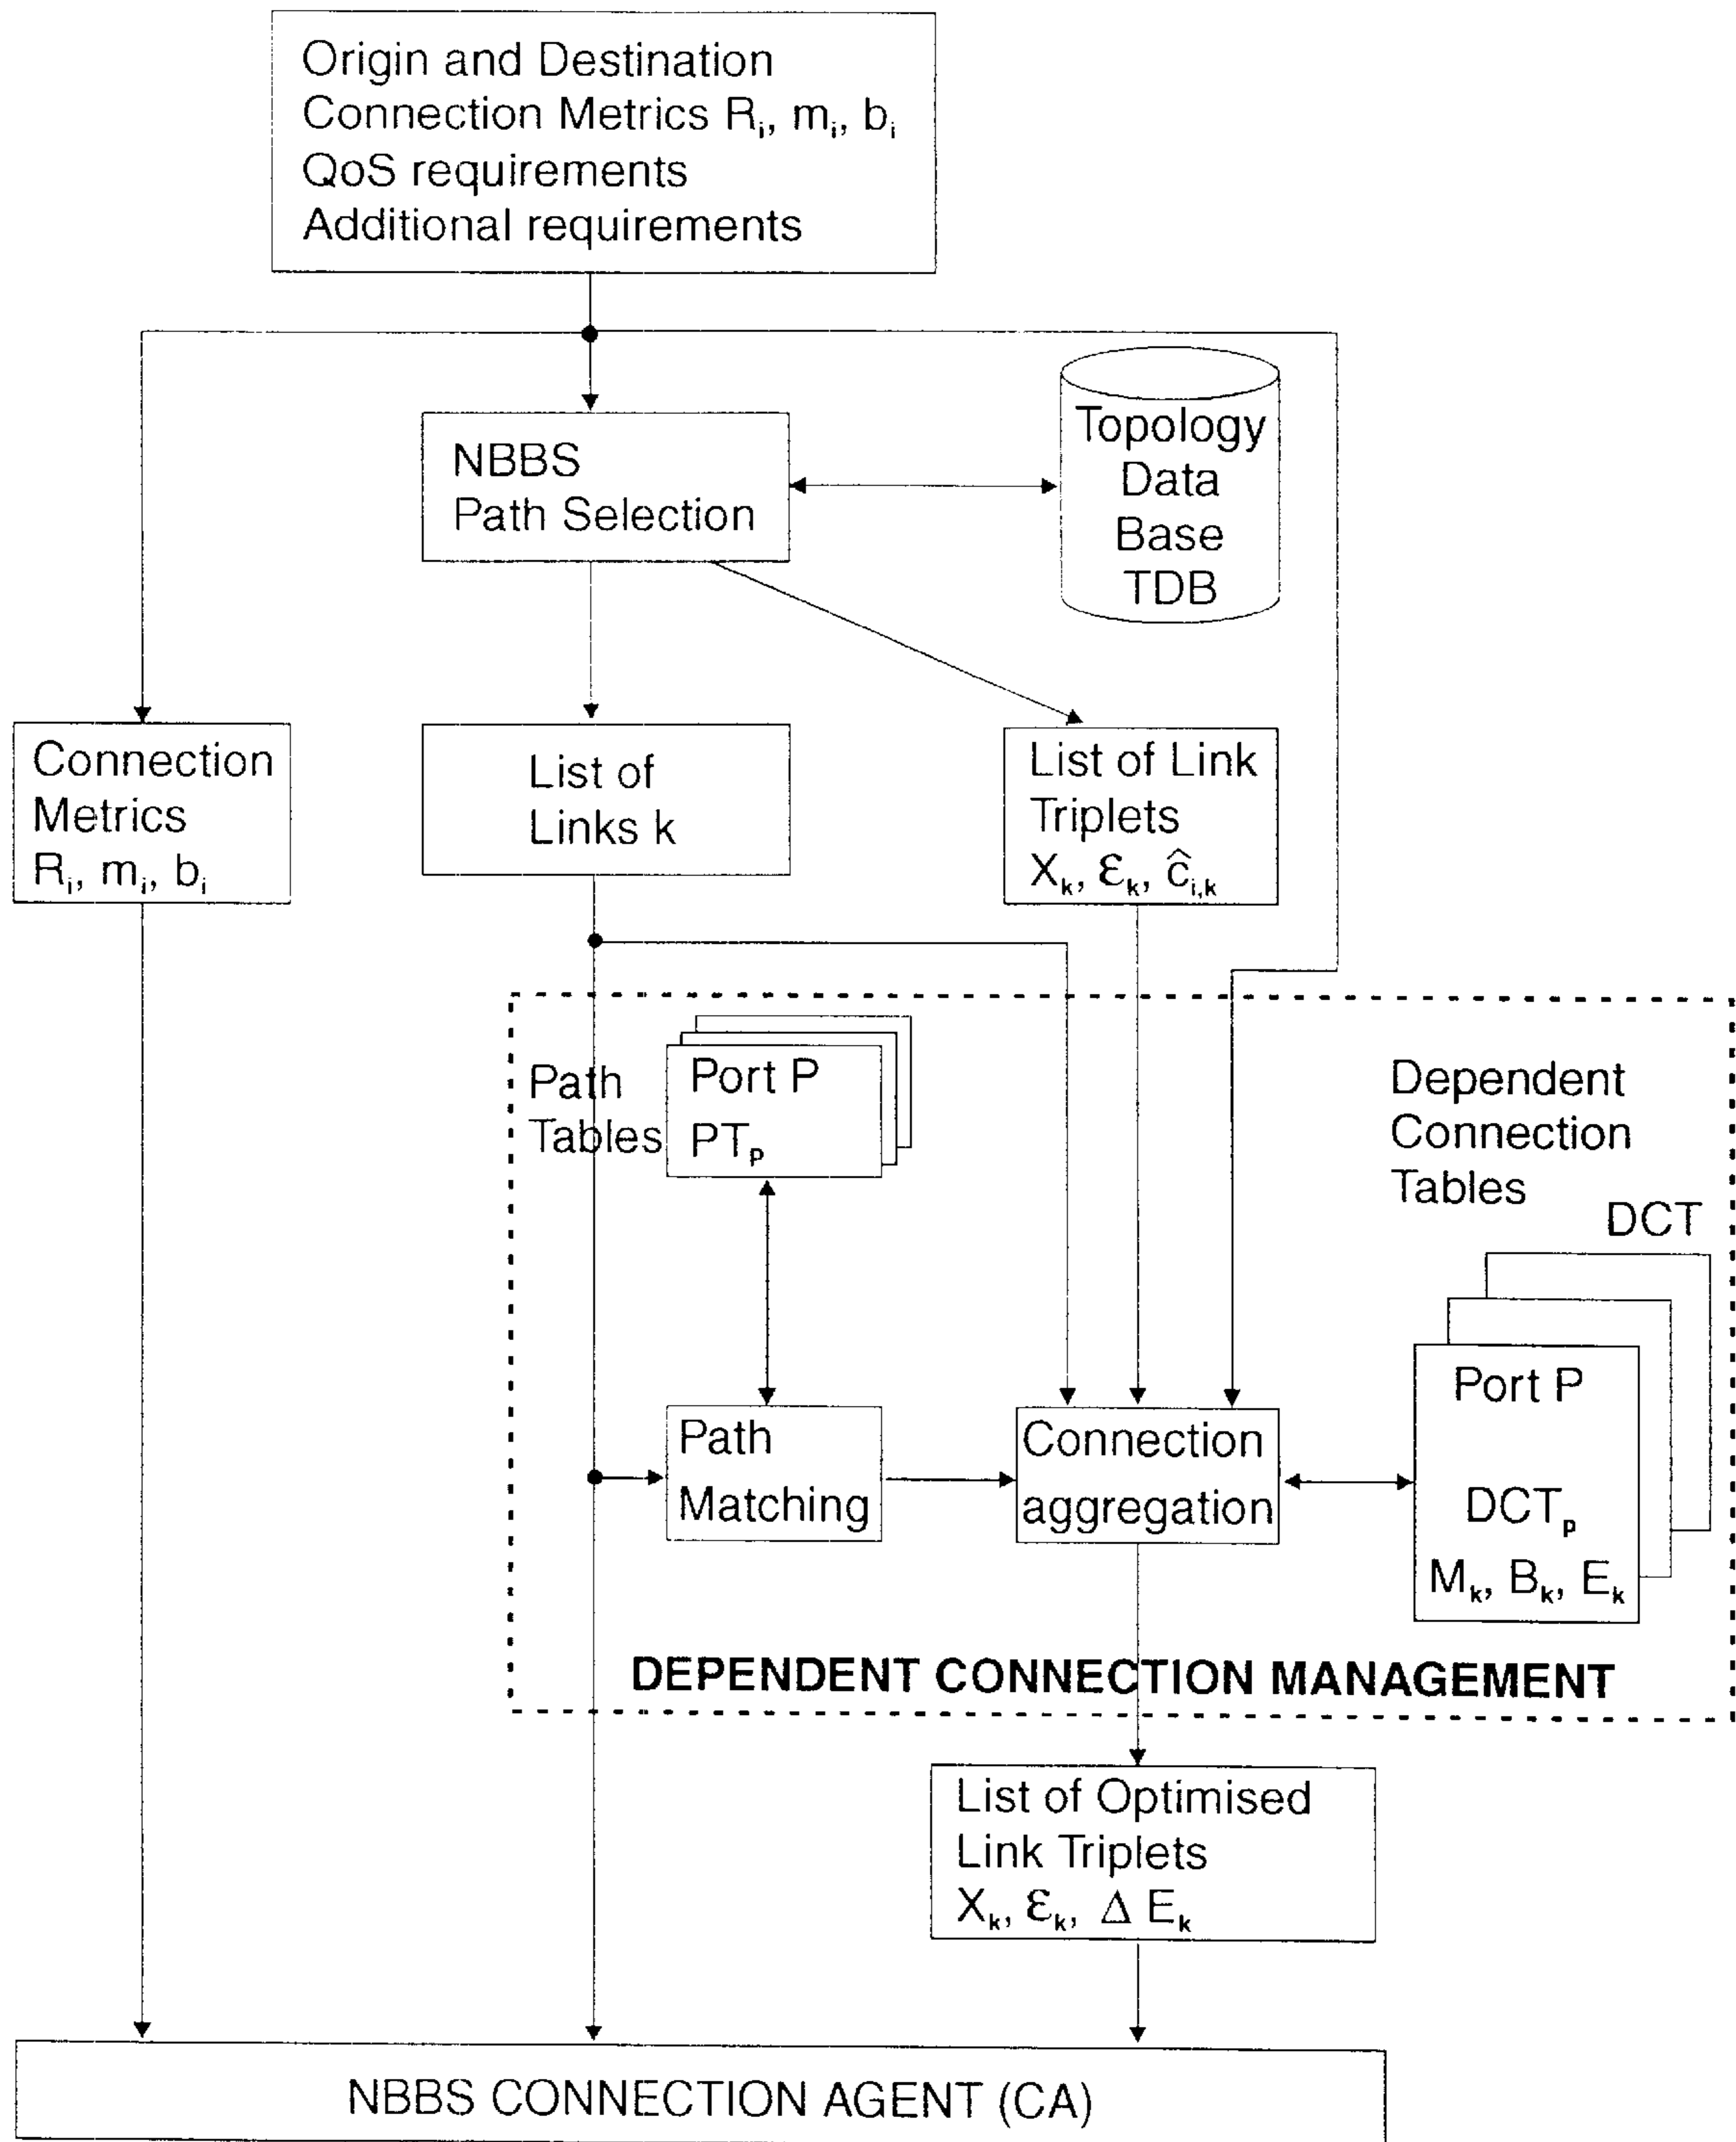 Origin and Destination
Connection Metrics Rᵢ, mᵢ, bᵢ
QoS requirements
Additional requirements
NBBS
Path Selection
Topology
Data
Base
TDB
Connection
Metrics
Rᵢ, mᵢ, bᵢ
List of
Links k
List of Link
Triplets
Xₖ, Ɛₖ, ĉᵢ,ₖ
Path
Tables
Port P
PTₚ
Dependent
Connection
Tables
DCT
Port P
DCTₚ
Mₖ, Bₖ, Eₖ
Path
Matching
Connection
aggregation
DEPENDENT CONNECTION MANAGEMENT
List of Optimised
Link Triplets
Xₖ, Ɛₖ, Δ Eₖ
NBBS CONNECTION AGENT (CA)